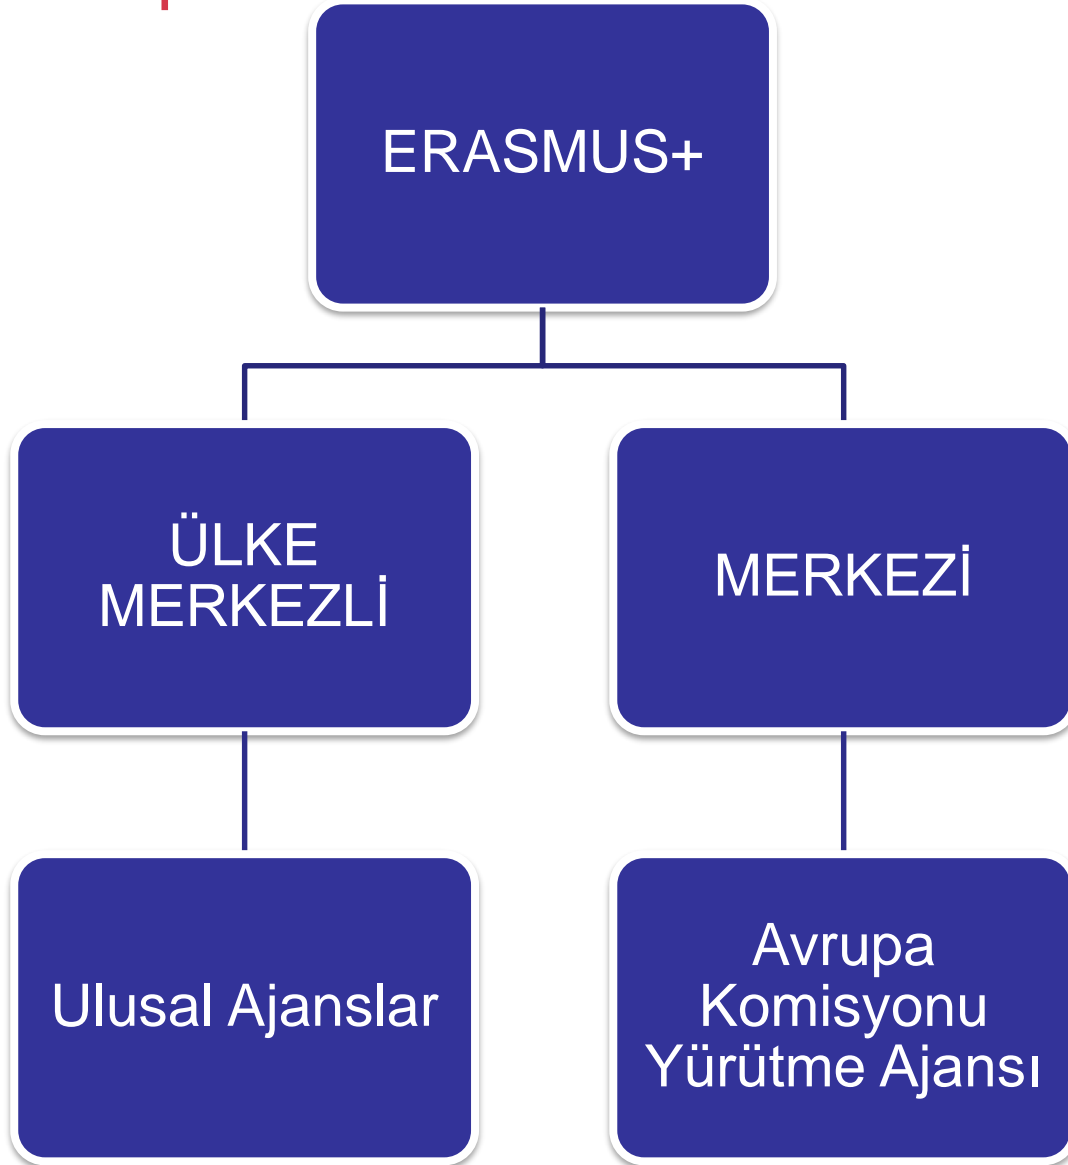 ERASMUS+
ÜLKE
MERKEZLİ
MERKEZİ
Ulusal Ajanslar
Avrupa
Komisyonu
Yürütme Ajansı